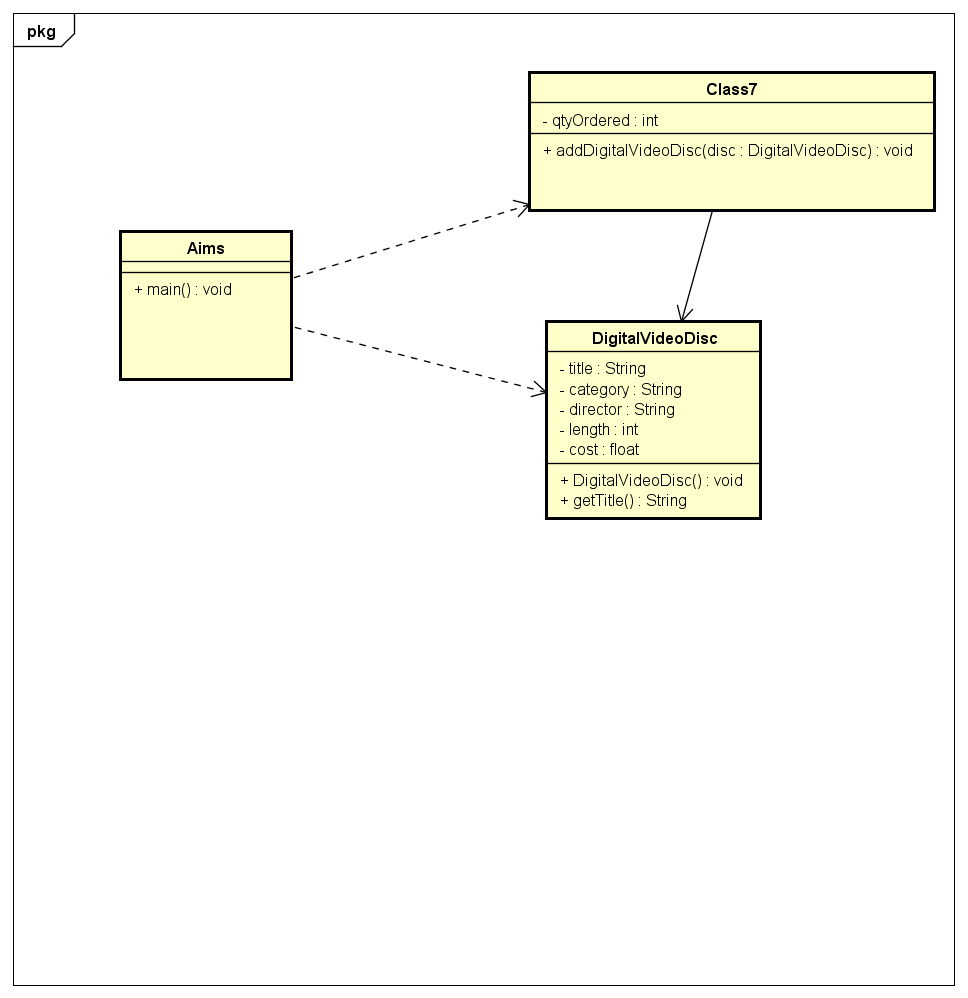 pkg
Class7
- qtyOrdered : int
+ addDigitalVideoDisc(disc : DigitalVideoDisc) : void
Aims
+ main() : void
DigitalVideoDisc
- title : String
- category : String
- director : String
- length : int
- cost : float
+ DigitalVideoDisc() : void
+ getTitle() : String